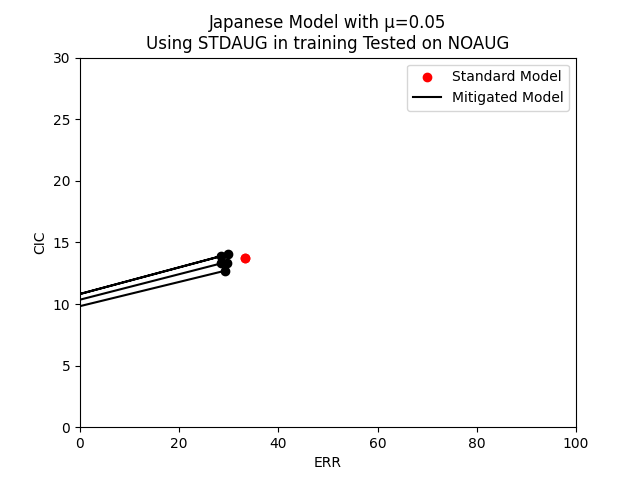 Japanese Model with μ=0.05
Using STDAUG in training Tested on NOAUG
Standard Model
Mitigated Model
30
25
20
15
10
5
0
CIC
0 20 40 60 80 100
ERR